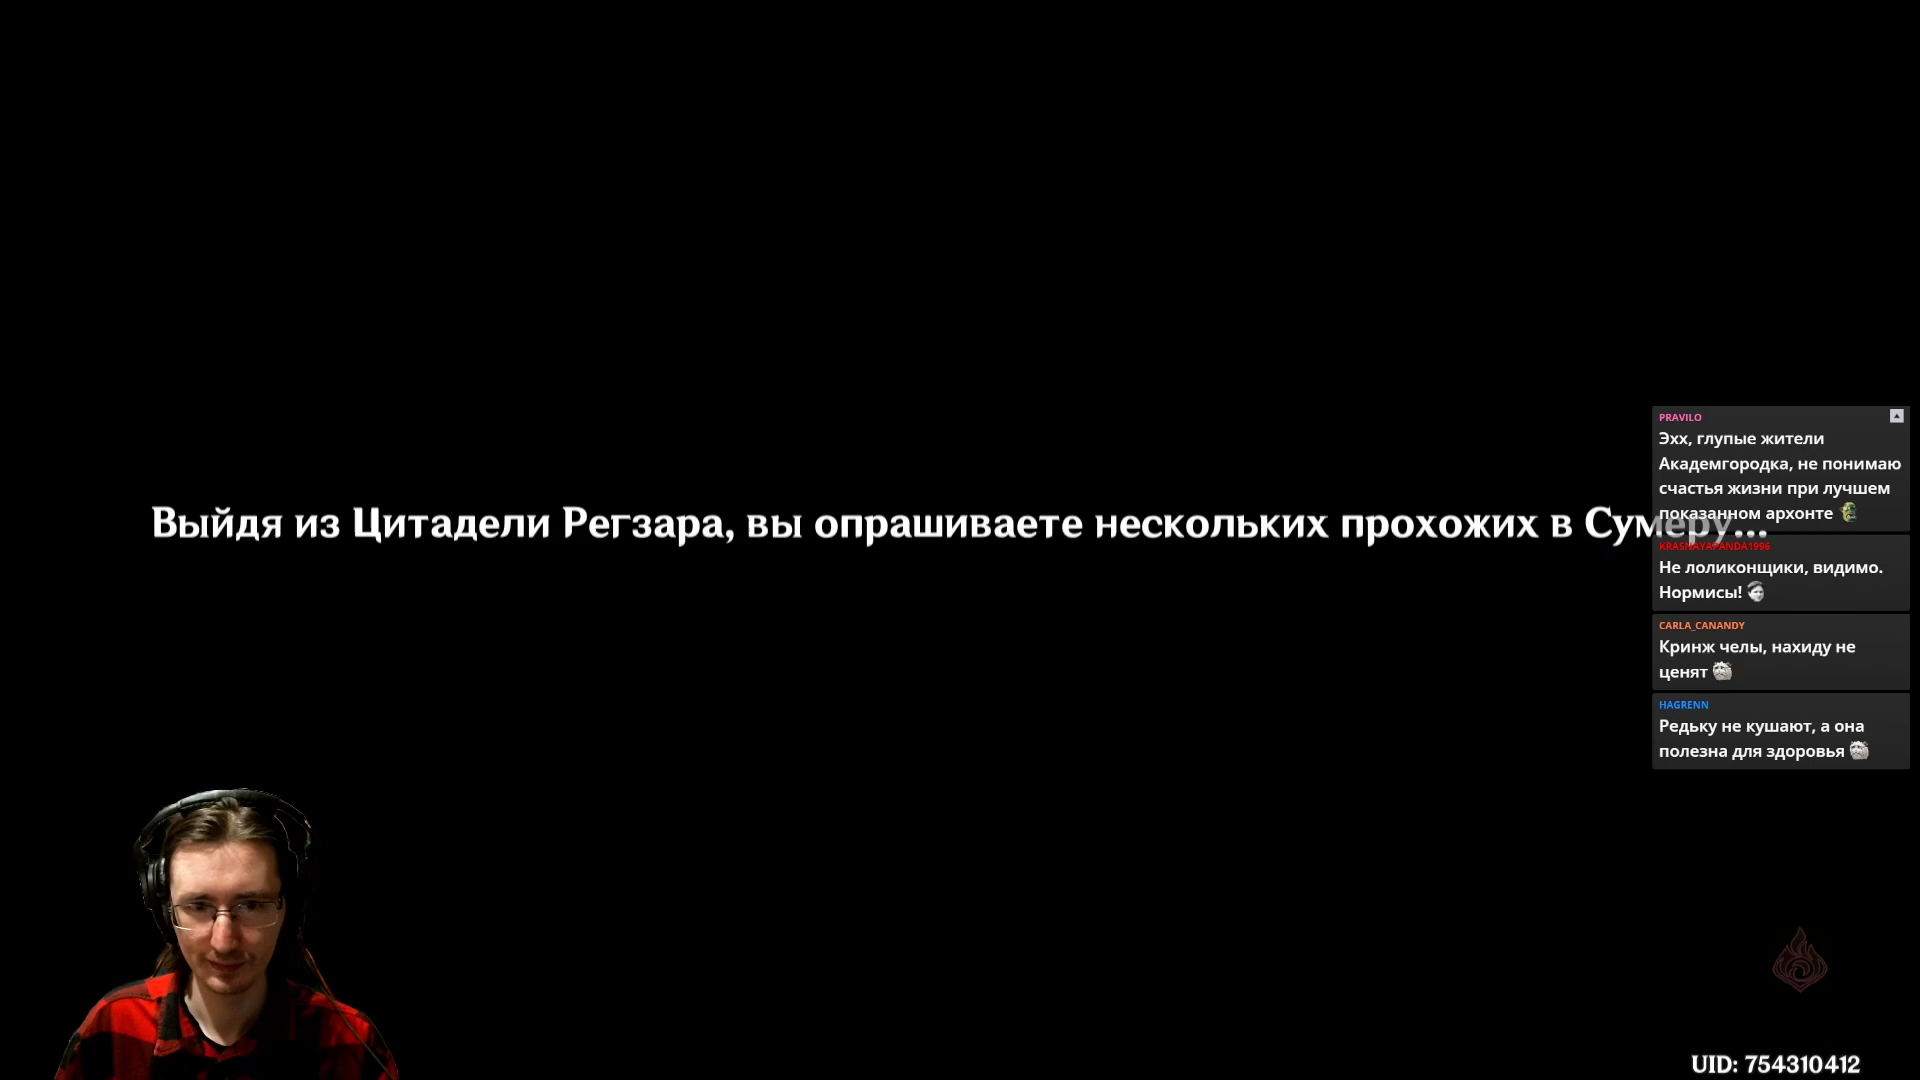 Выйдя из Цитадели Регзара, вы опрашиваете нескольких прохожих в Сумеру...
PRAVILO
Эхх, глупые жители
Академгородка, не понимаю
счастья жизни при лучшем
показанном архонте
KRASNAYAPANDA1996
Не лоликонщики, видимо.
Нормисы!
CARLA_CANANDY
Кринж челы, нахиду не
ценят
HAGRENN
Редьку не кушают, а она
полезна для здоровья
UID: 754310412